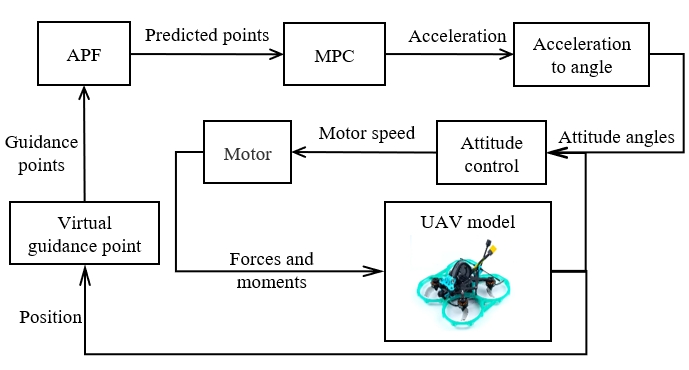 Predicted points
Acceleration
APF
MPC
Acceleration
to angle
Guidance
points
Motor
Motor speed
Attitude
control
Attitude angles
Virtual
guidance point
UAV model
Forces and
moments
Position